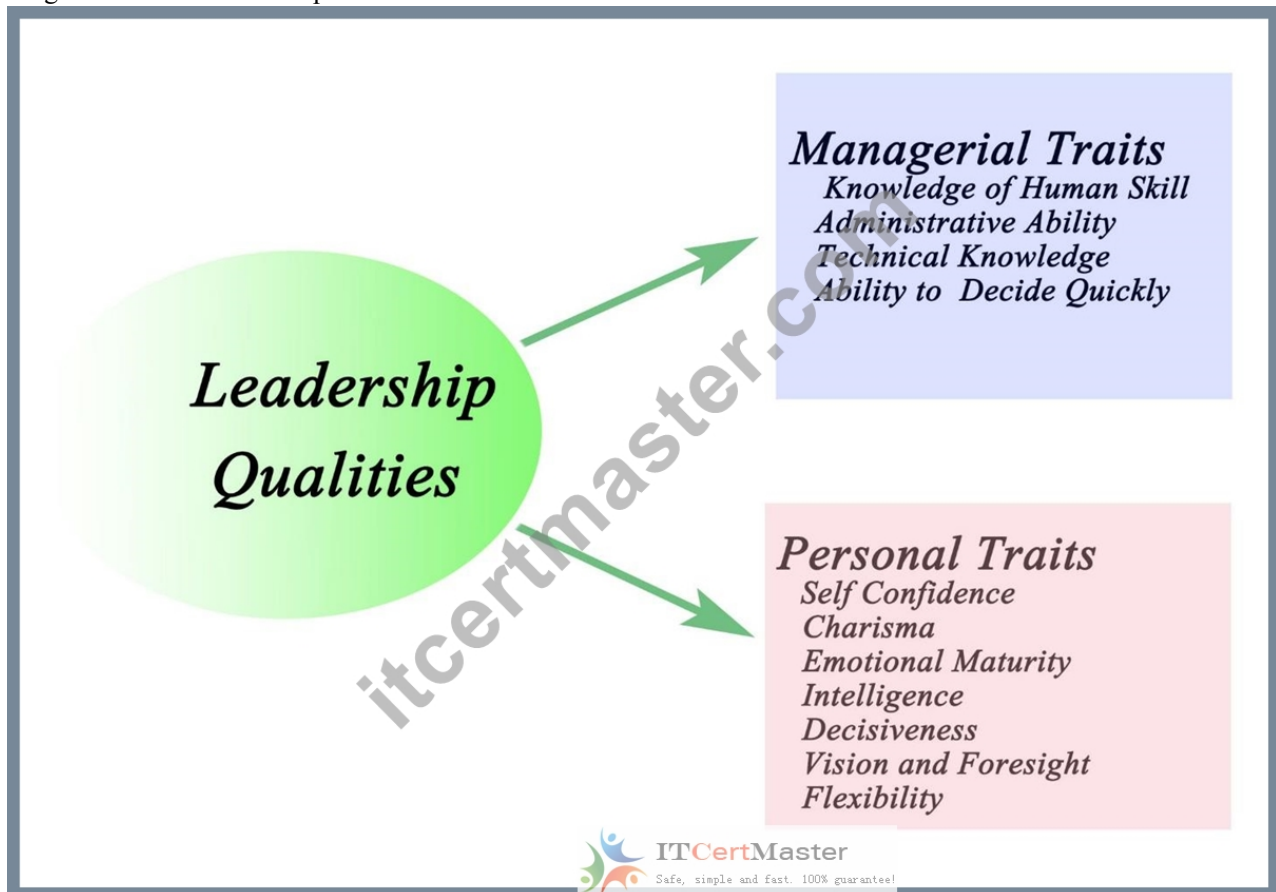 Leadership
Qualities
Managerial Traits
Knowledge of Human Skill
Administrative Ability
Technical Knowledge
Ability to Decide Quickly
Personal Traits
Self Confidence
Charisma
Emotional Maturity
Intelligence
Decisiveness
Vision and Foresight
Flexibility
itcertmaster.com
ITCertMaster
Safe, simple and fast. 100% guarantee!